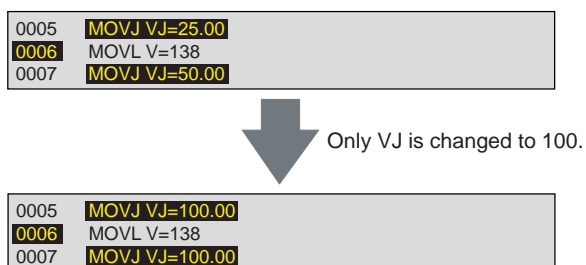 0005 MOVJ VJ=25.00
0006 MOVL V=138
0007 MOVJ VJ=50.00
Only VJ is changed to 100.
0005 MOVJ VJ=100.00
0006 MOVL V=138
0007 MOVJ VJ=100.00